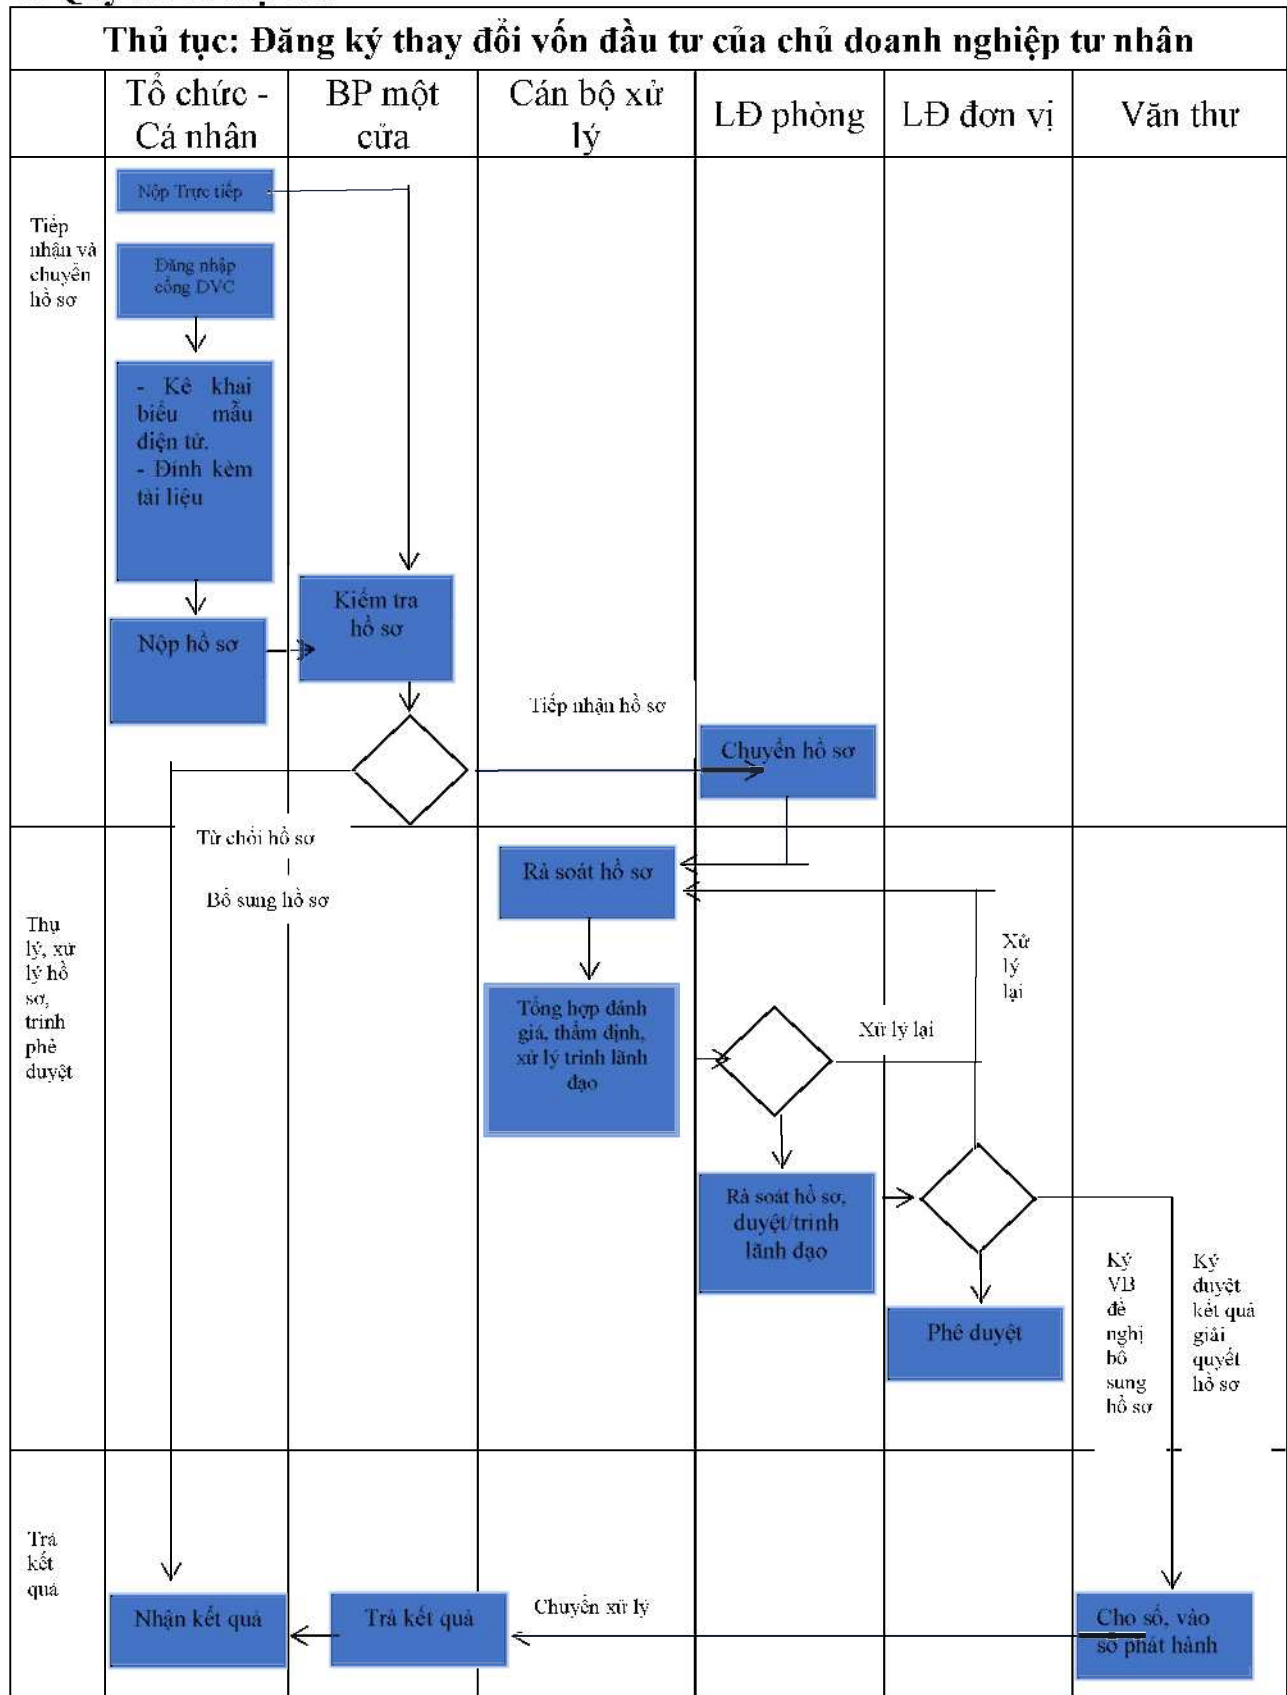 Thủ tục: Đăng ký thay đổi vốn đầu tư của chủ doanh nghiệp tư nhân
Tổ chức -
Cá nhân
BP một
cửa
Cán bộ xử
lý
LĐ phòng
LĐ đơn vị
Văn thư
Tiếp
nhận và
chuyển
hồ sơ
Nộp Trực tiếp
Đăng nhập
cổng DVC
- Kê khai
biểu mẫu
điện tử.
- Đính kèm
tài liệu
Nộp hồ sơ
Kiểm tra
hồ sơ
Tiếp nhận hồ sơ
Chuyển hồ sơ
Từ chối hồ sơ
Bổ sung hồ sơ
Thụ
lý, xử
lý hồ
sơ,
trình
phê
duyệt
Rà soát hồ sơ
Tổng hợp đánh
giá, thẩm định,
xử lý trình lãnh
đạo
Xử lý lại
Xử
lý
lại
Rà soát hồ sơ,
duyệt/trình
lãnh đạo
Phê duyệt
Ký
VB
đề
nghị
bổ
sung
hồ sơ
Ký
duyệt
kết quả
giải
quyết
hồ sơ
Trả
kết
quả
Nhận kết quả
Trả kết quả
Chuyển xử lý
Cho số, vào
sổ phát hành